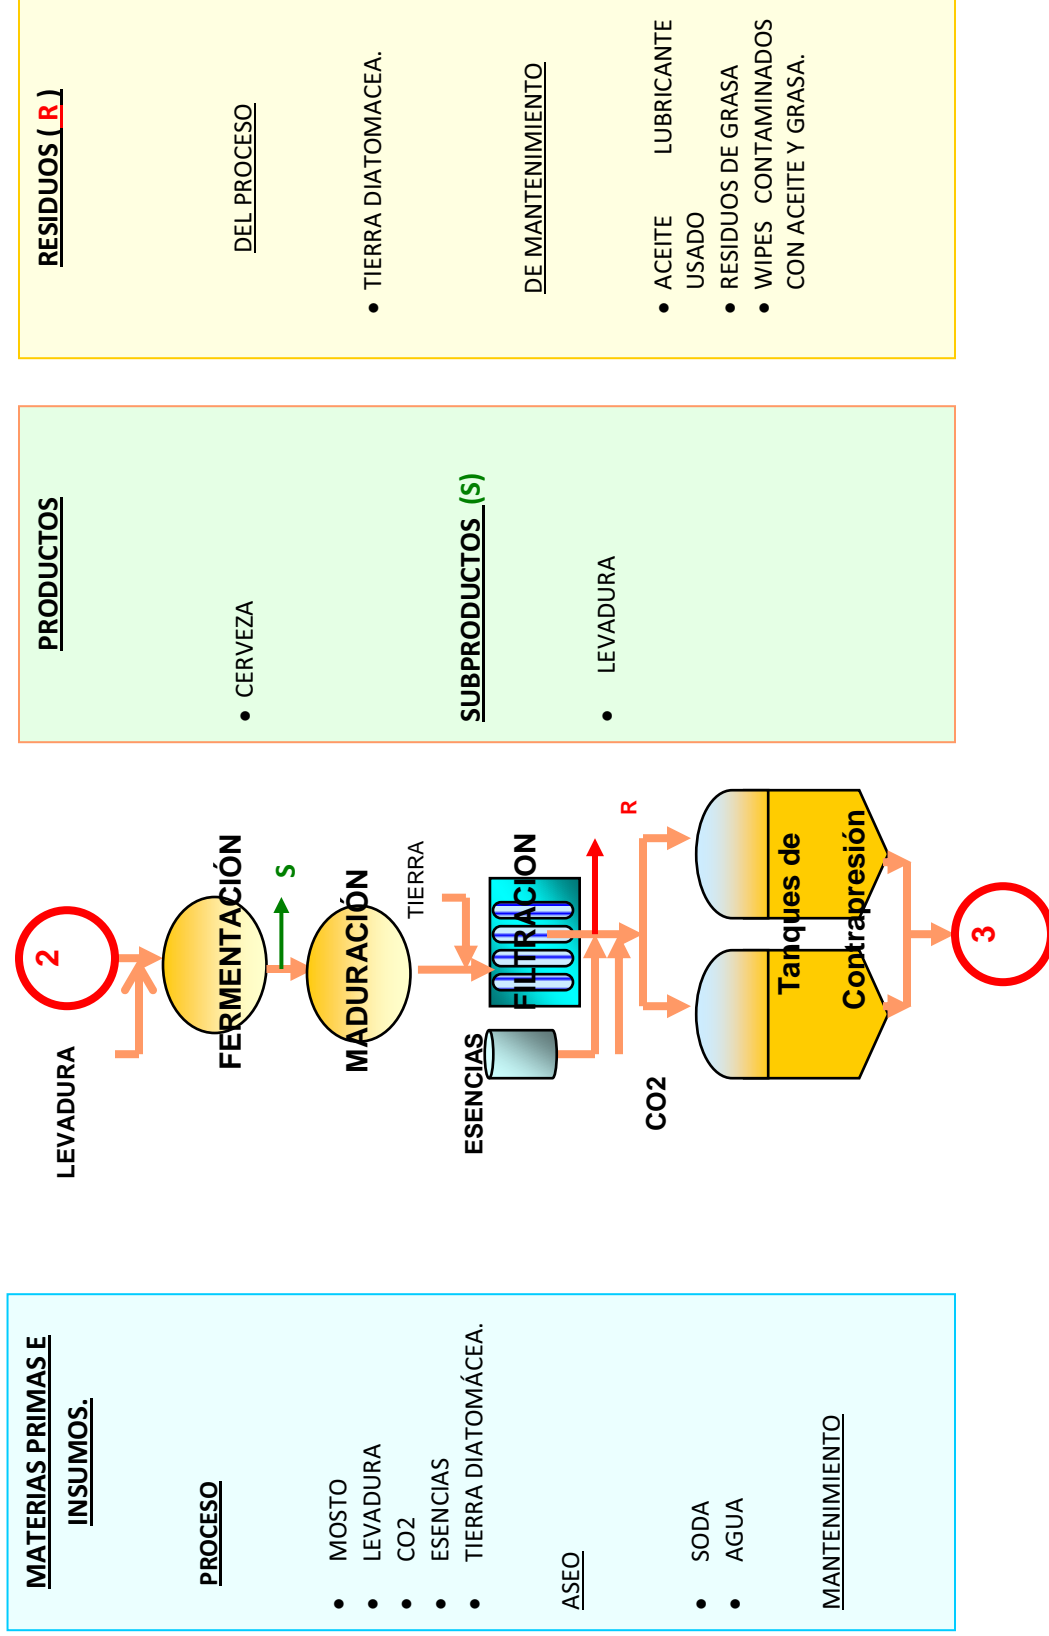 MATERIAS PRIMAS E
INSUMOS.
PROCESO
• MOSTO
• LEVADURA
• CO2
• ESENCIAS
• TIERRA DIATOMÁCEA.
ASEO
• SODA
• AGUA
MANTENIMIENTO
LEVADURA
2
FERMENTACIÓN
S
MADURACIÓN
TIERRA
ESENCIAS
FILTRACION
R
CO2
Tanques de
Contrapresión
3
PRODUCTOS
• CERVEZA
SUBPRODUCTOS (S)
• LEVADURA
RESIDUOS ( R )
DEL PROCESO
• TIERRA DIATOMACEA.
DE MANTENIMIENTO
• ACEITE LUBRICANTE
USADO
• RESIDUOS DE GRASA
• WIPES CONTAMINADOS
CON ACEITE Y GRASA.